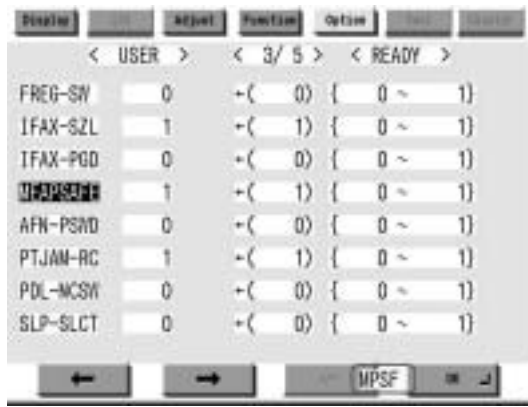 Display Adjust Function Option
< USER > < 3/ 5 > < READY >
FREG-SW 0 ←( 0) { 0 ~ 1}
IFAX-SZL 1 ←( 1) { 0 ~ 1}
IFAX-PGD 0 ←( 0) { 0 ~ 1}
MEAPSAFE 1 ←( 1) { 0 ~ 1}
AFN-PSWD 0 ←( 0) { 0 ~ 1}
PTJAM-RC 1 ←( 1) { 0 ~ 1}
PDL-NCSW 0 ←( 0) { 0 ~ 1}
SLP-SLCT 0 ←( 0) { 0 ~ 1}
← → MPSF OK